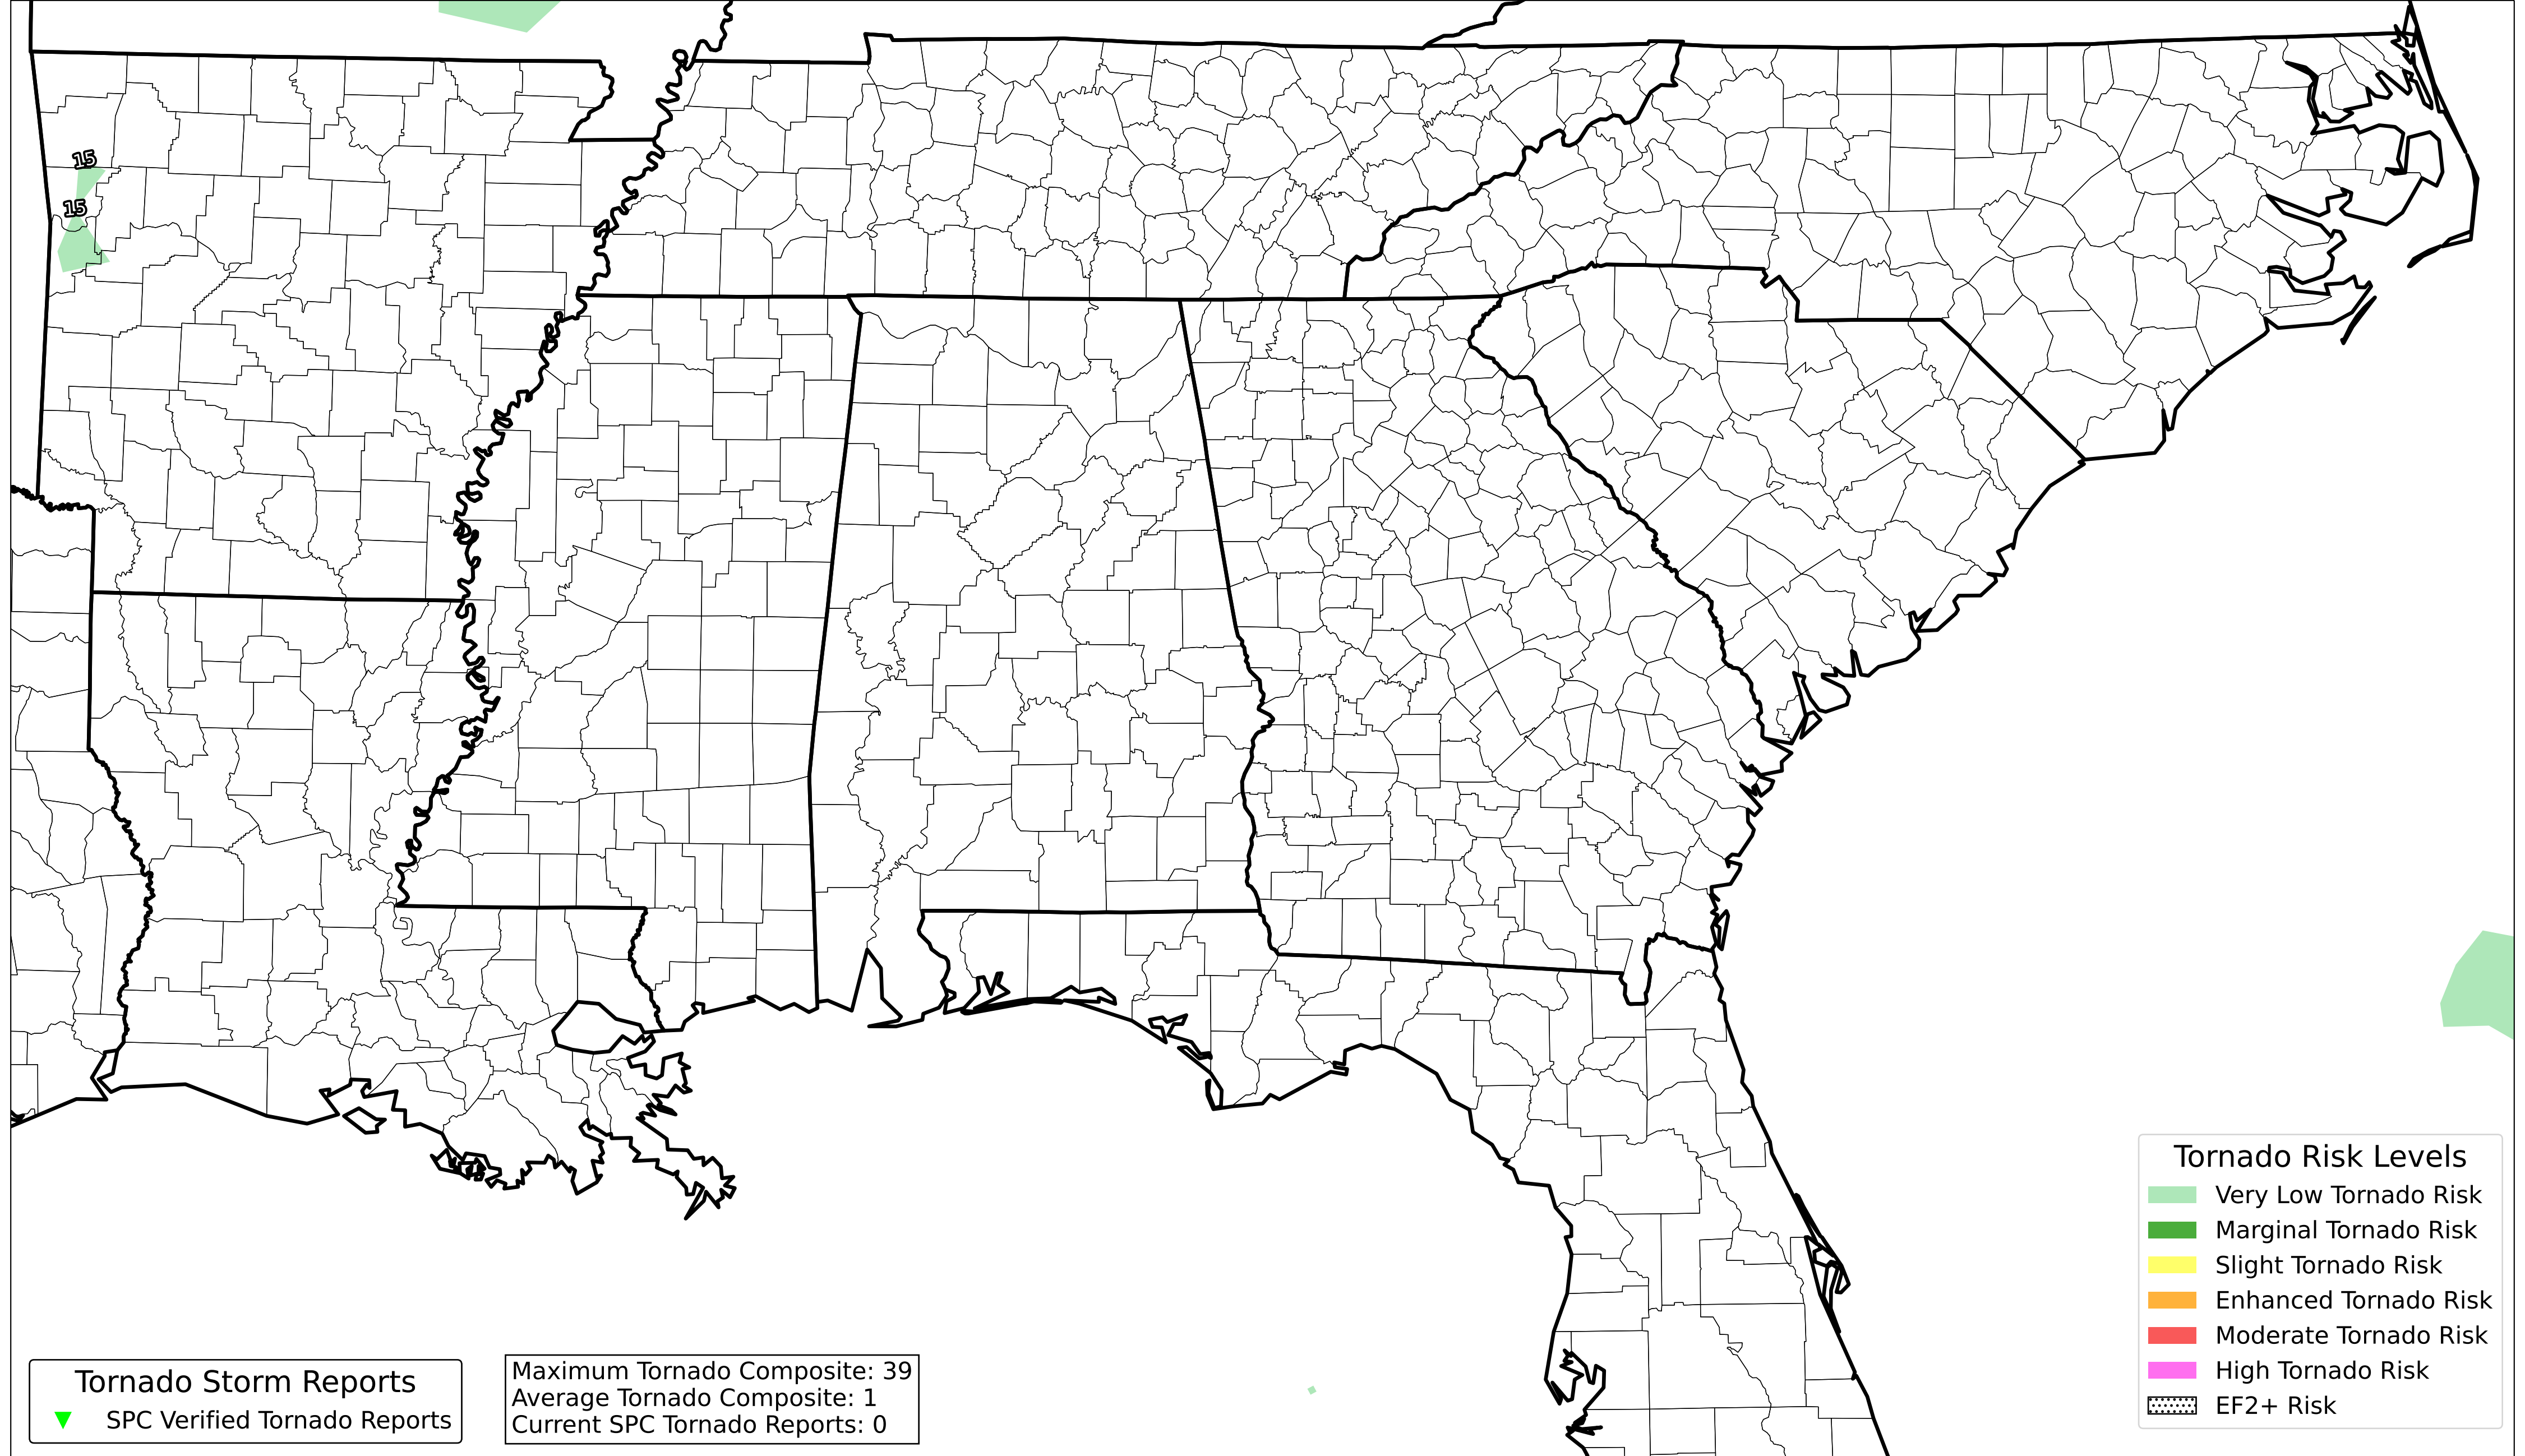 15
15
Tornado Risk Levels
Very Low Tornado Risk
Marginal Tornado Risk
Slight Tornado Risk
Enhanced Tornado Risk
Moderate Tornado Risk
High Tornado Risk
EF2+ Risk
Tornado Storm Reports
SPC Verified Tornado Reports
Maximum Tornado Composite: 39
Average Tornado Composite: 1
Current SPC Tornado Reports: 0